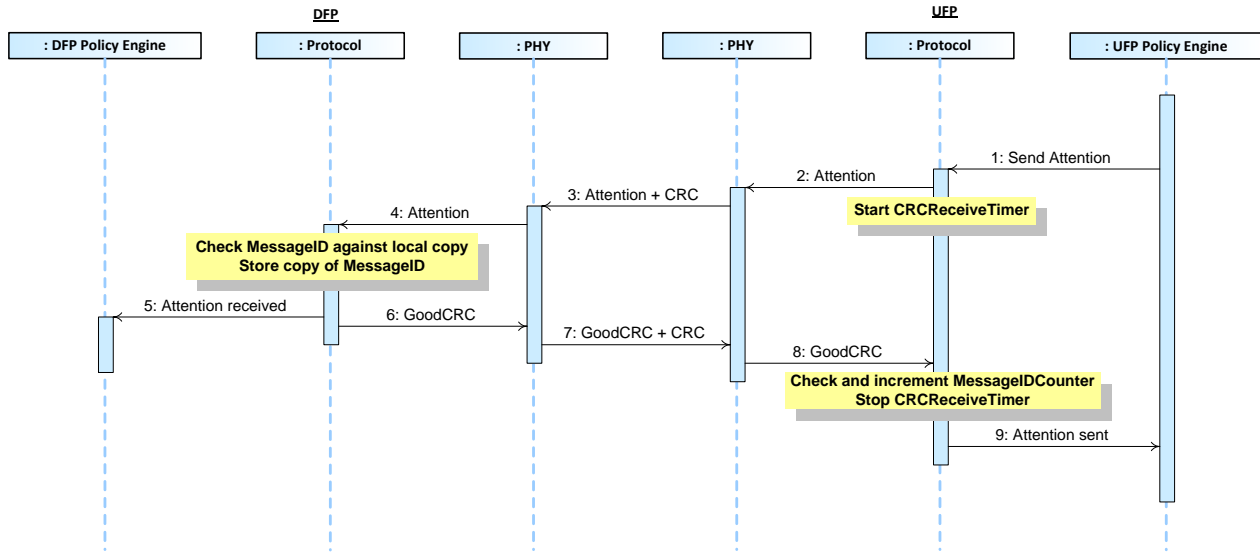 DFP
UFP
: DFP Policy Engine
: Protocol
: PHY
: PHY
: Protocol
: UFP Policy Engine
1: Send Attention
2: Attention
3: Attention + CRC
Start CRCReceiveTimer
4: Attention
Check MessageID against local copy
Store copy of MessageID
5: Attention received
6: GoodCRC
7: GoodCRC + CRC
8: GoodCRC
Check and increment MessageIDCounter
Stop CRCReceiveTimer
9: Attention sent